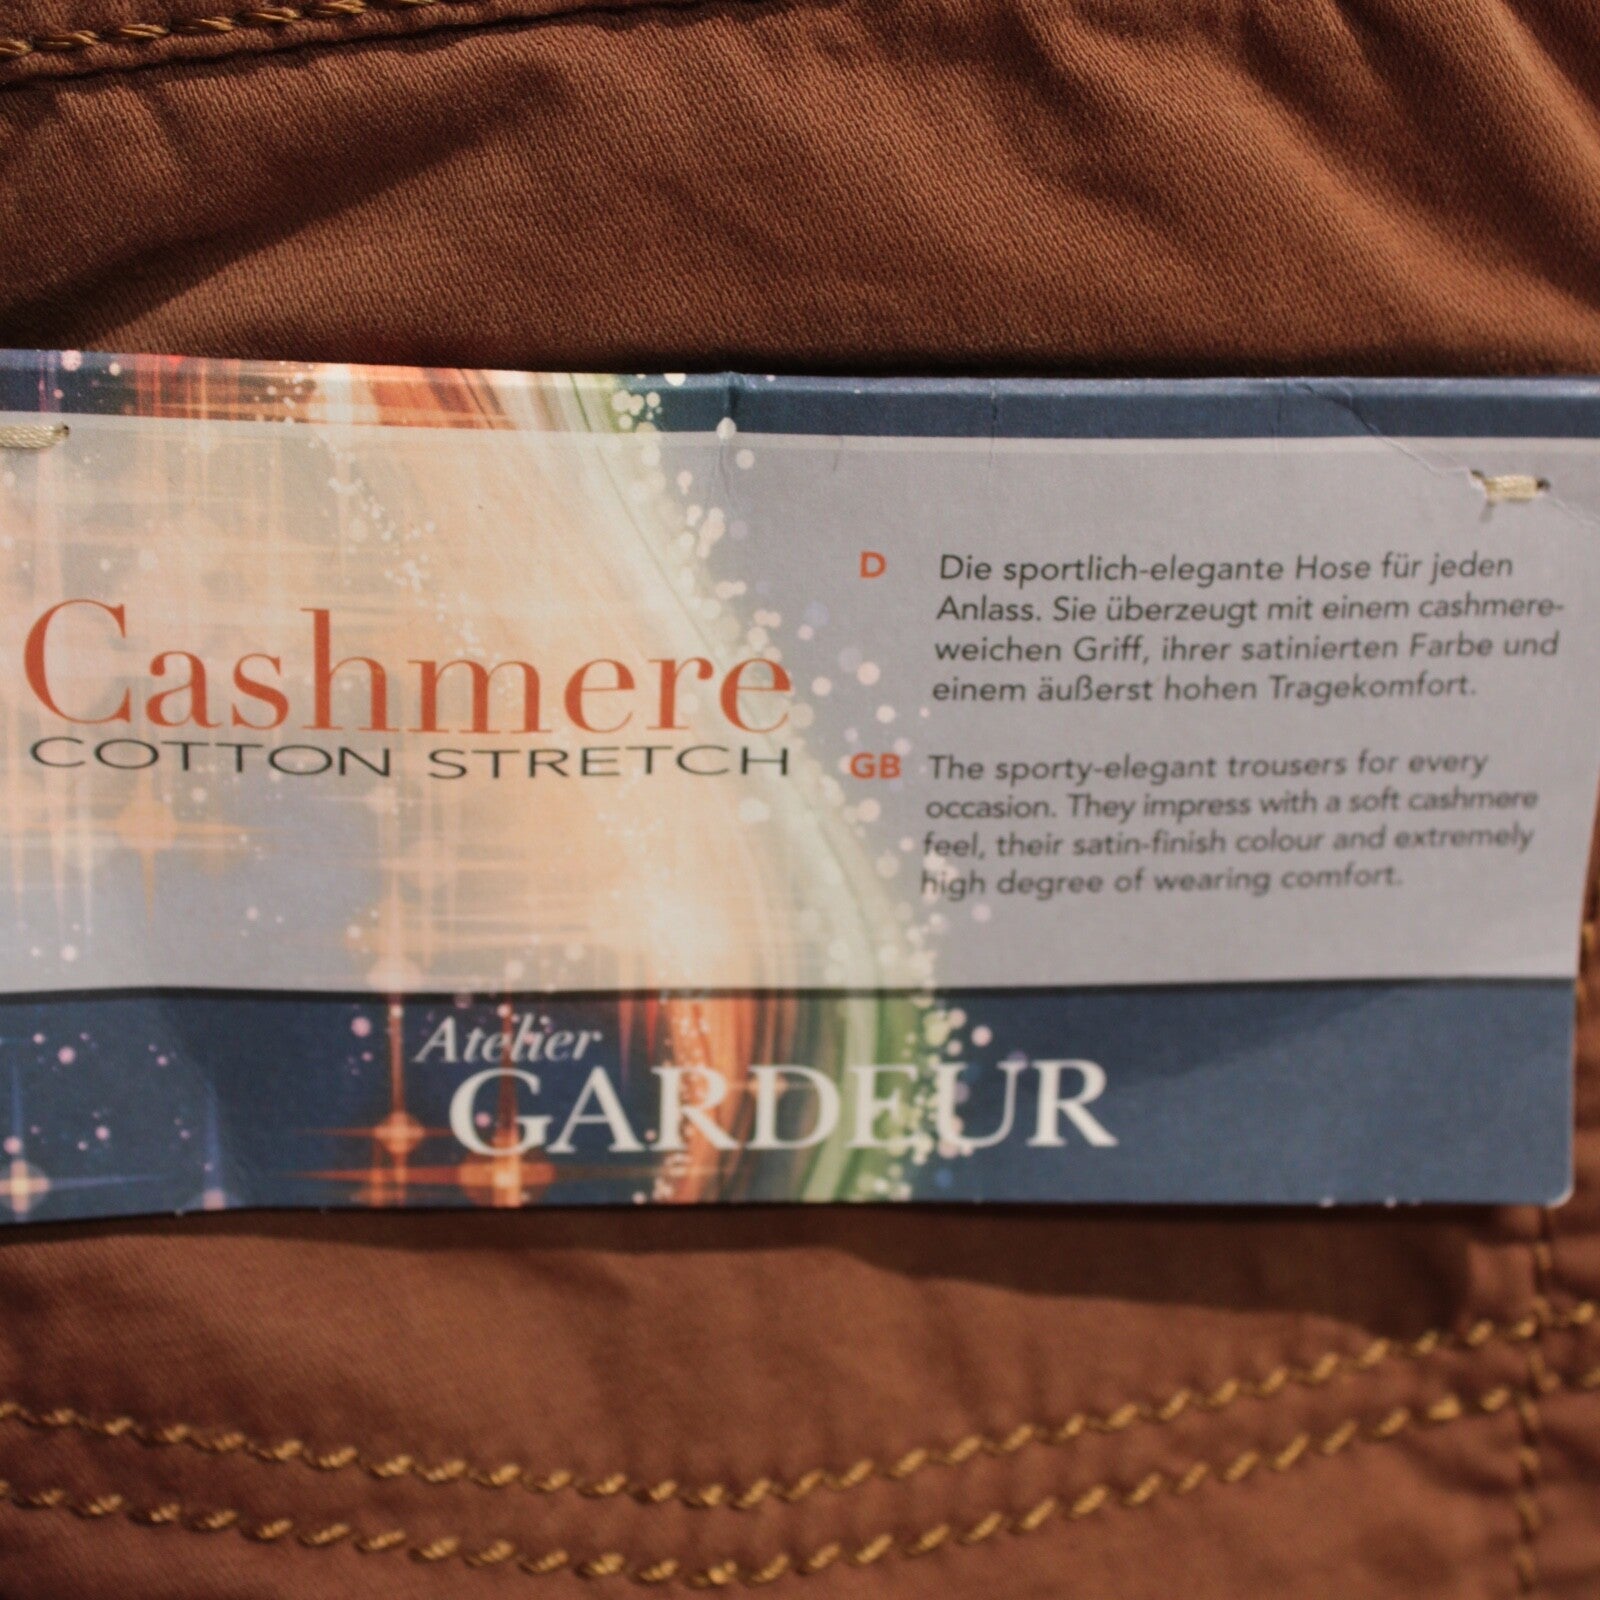 Cashmere
COTTON STRETCH
D
Die sportlich-elegante Hose für jeden
Anlass. Sie überzeugt mit einem cashmere-
weichen Griff, ihrer satinierten Farbe und
einem äußerst hohen Tragekomfort.
GB
The sporty-elegant trousers for every
occasion. They impress with a soft cashmere
feel, their satin-finish colour and extremely
high degree of wearing comfort.
Atelier
GARDEUR